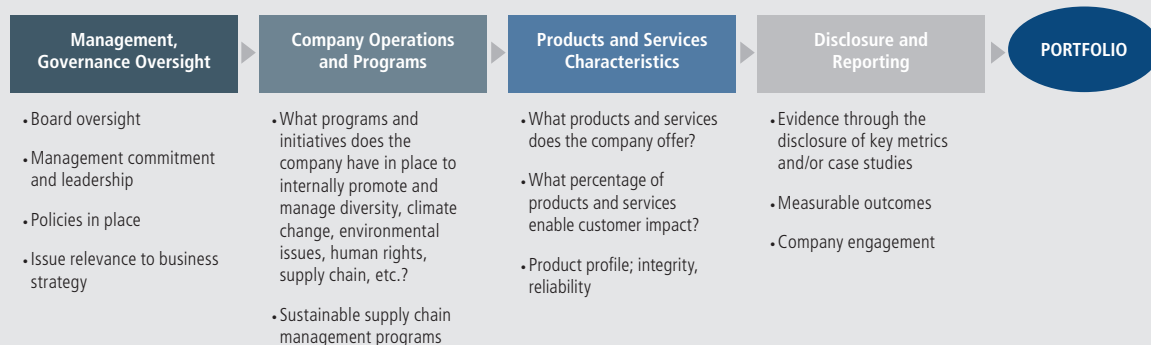 Management,
Governance Oversight
• Board oversight
• Management commitment
and leadership
• Policies in place
• Issue relevance to business
strategy
Company Operations
and Programs
• What programs and
initiatives does the
company have in place to
internally promote and
manage diversity, climate
change, environmental
issues, human rights,
supply chain, etc.?
• Sustainable supply chain
management programs
Products and Services
Characteristics
• What products and services
does the company offer?
• What percentage of
products and services
enable customer impact?
• Product profile; integrity,
reliability
Disclosure and
Reporting
• Evidence through the
disclosure of key metrics
and/or case studies
• Measurable outcomes
• Company engagement
PORTFOLIO